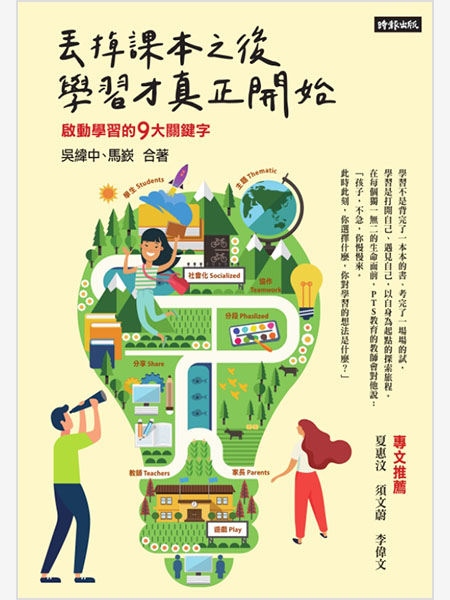 時報出版
丟掉課本之後
學習才真正開始
啟動學習的9大關鍵字
吳緯中、馬嶔 合著
學生 Students
主題 Thematic
社會化 Socialized
協作
Teamwork
分段 Phasilized
分享 Share
教師 Teachers
家長 Parents
遊戲 Play
學習不是背完了一本本的書、考完了一場場的試，
學習是打開自己、遇見自己，以自身為起點的探索旅程。
在每個獨一無二的生命面前，PTS教育的教師會對他說：
「孩子，不急，你慢慢來。
此時此刻，你選擇什麼，你對學習的想法是什麼？」
專文推薦
夏惠汶 須文蔚 李偉文